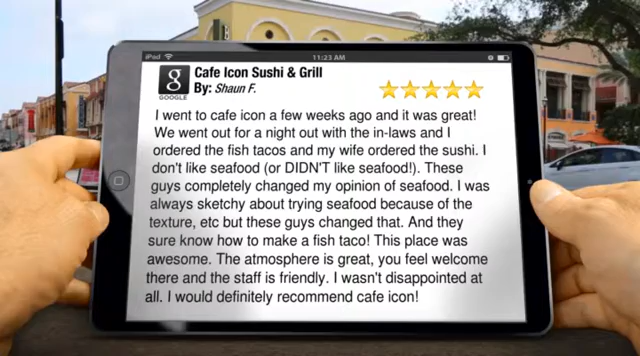 iPod
11:23 AM
g
GOOGLE
Cafe Icon Sushi & Grill
By: Shaun F.
I went to cafe icon a few weeks ago and it was great!
We went out for a night out with the in-laws and I
ordered the fish tacos and my wife ordered the sushi. I
don't like seafood (or DIDN'T like seafood!). These
guys completely changed my opinion of seafood. I was
always sketchy about trying seafood because of the
texture, etc but these guys changed that. And they
sure know how to make a fish taco! This place was
awesome. The atmosphere is great, you feel welcome
there and the staff is friendly. I wasn't disappointed at
all. I would definitely recommend cafe icon!